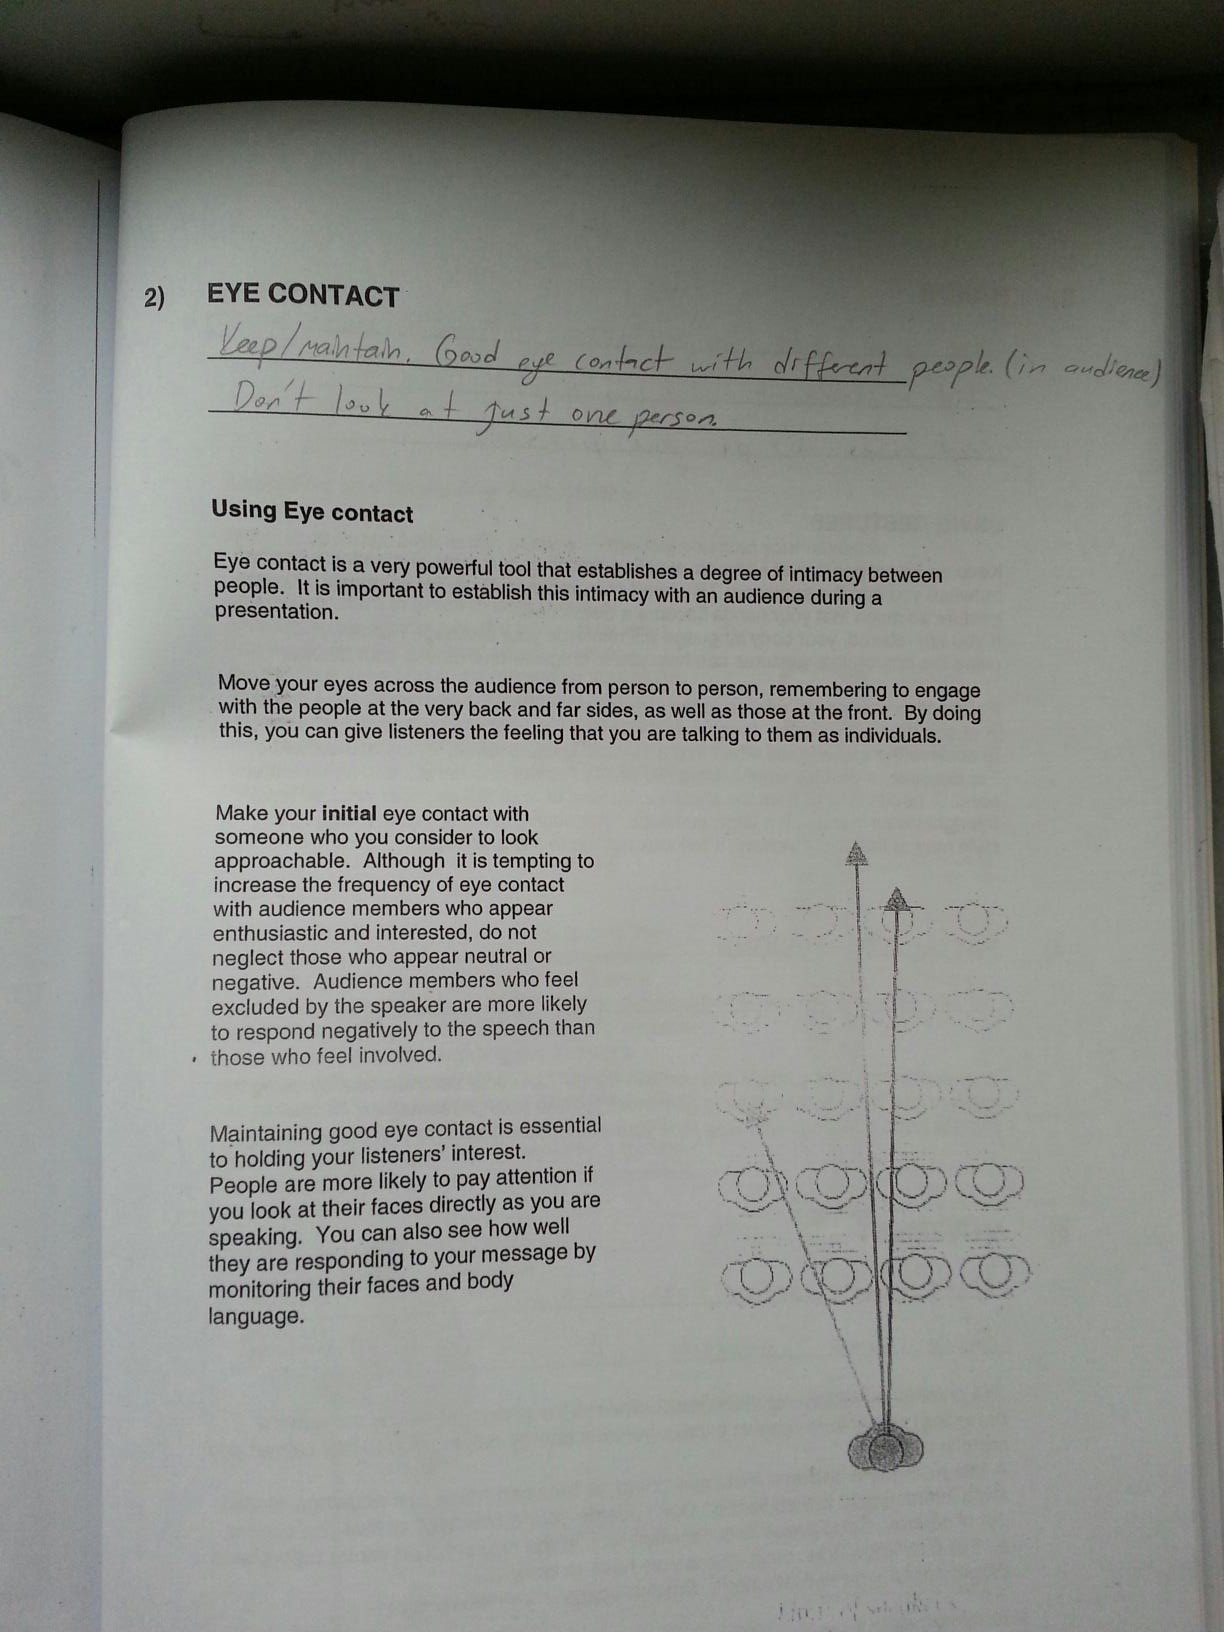 2) EYE CONTACT
Keep/maintain. Good eye contact with different people. (in audience)
Don't look at just one person.
Using Eye contact
Eye contact is a very powerful tool that establishes a degree of intimacy between
people. It is important to establish this intimacy with an audience during a
presentation.
Move your eyes across the audience from person to person, remembering to engage
with the people at the very back and far sides, as well as those at the front. By doing
this, you can give listeners the feeling that you are talking to them as individuals.
Make your initial eye contact with
someone who you consider to look
approachable. Although it is tempting to
increase the frequency of eye contact
with audience members who appear
enthusiastic and interested, do not
neglect those who appear neutral or
negative. Audience members who feel
excluded by the speaker are more likely
to respond negatively to the speech than
those who feel involved.
Maintaining good eye contact is essential
to holding your listeners' interest.
People are more likely to pay attention if
you look at their faces directly as you are
speaking. You can also see how well
they are responding to your message by
monitoring their faces and body
language.